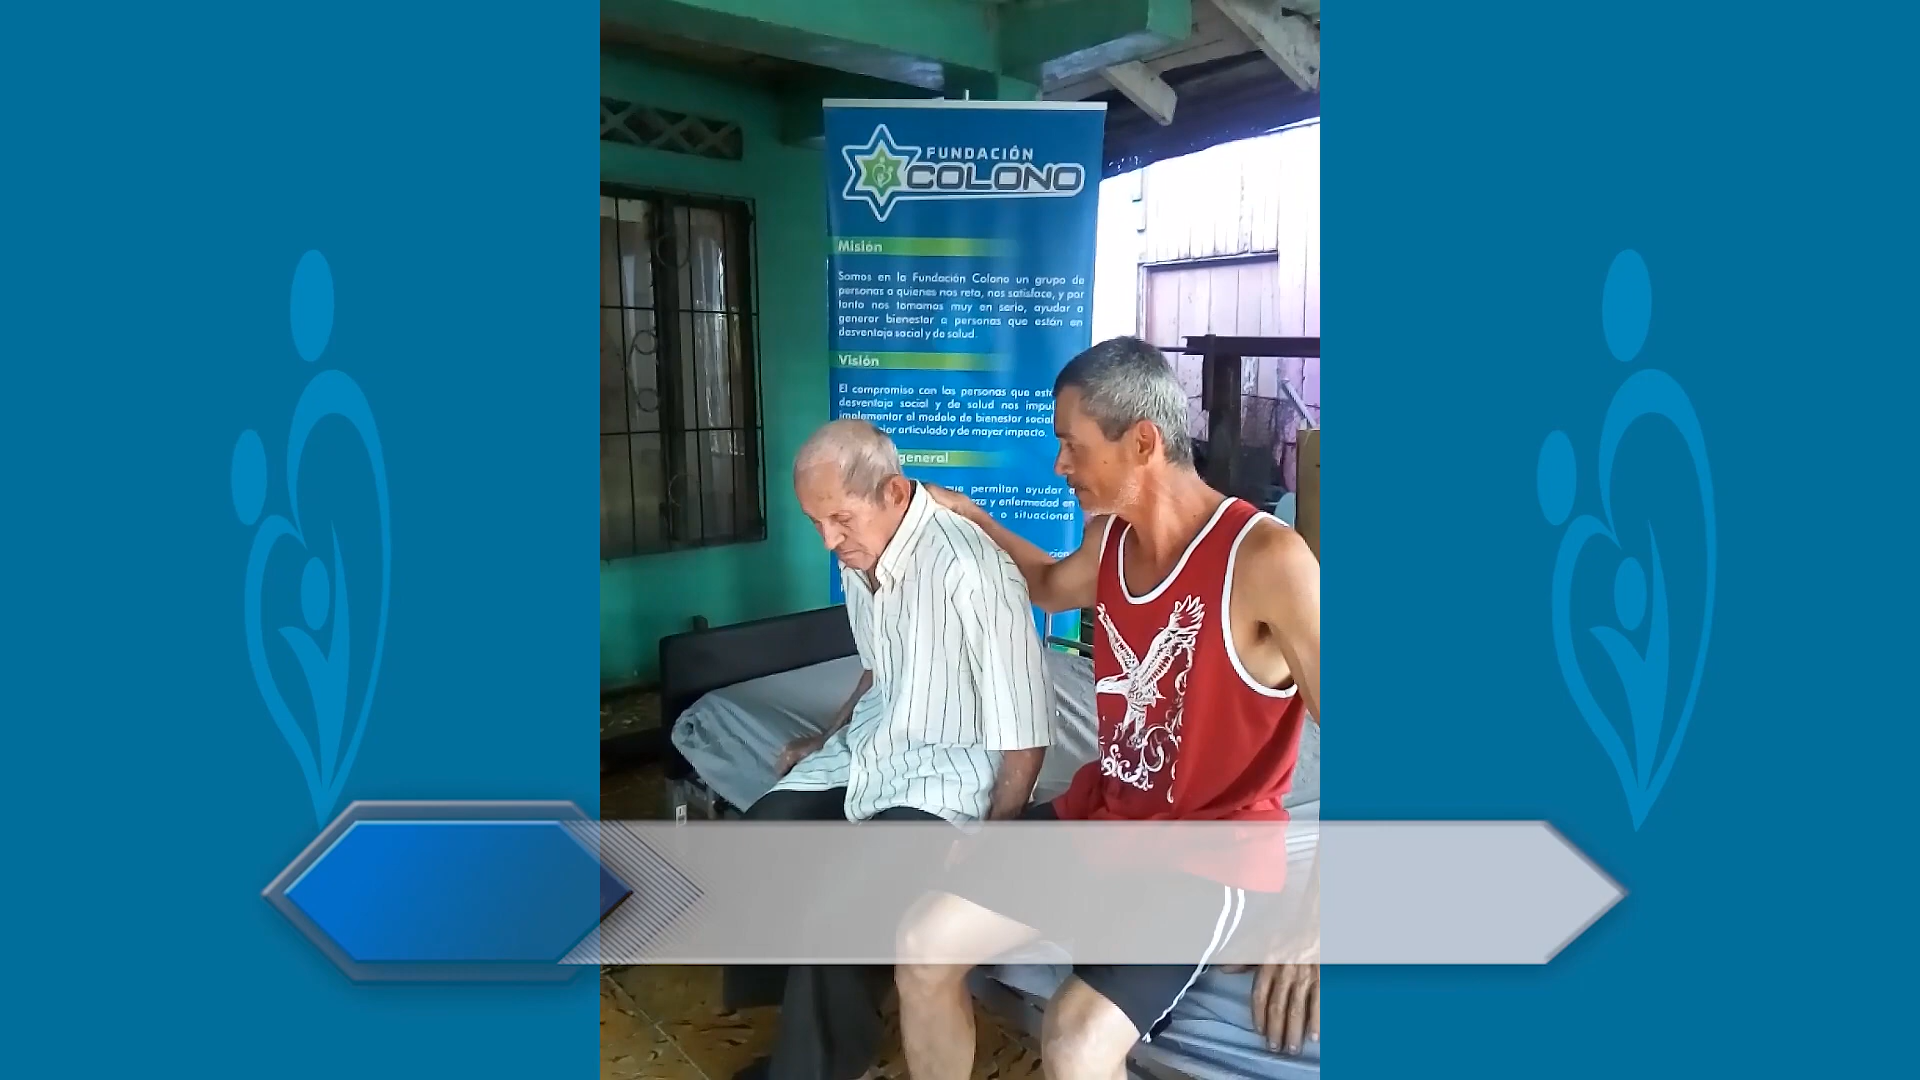 FUNDACIÓN
COLONO
Misión
Somos en la Fundación Colono un grupo de
personas a quienes nos reta, nos satisface, y por
tanto nos tomamos muy en serio, ayudar a
generar bienestar a personas que están en
desventaja social y de salud.
Visión
El compromiso con las personas que
desventaja social y de salud nos
implementar el modelo de bienestar social
articulado y de mayor impacto.
general
que permitan ayudar a
y enfermedad en
o situaciones